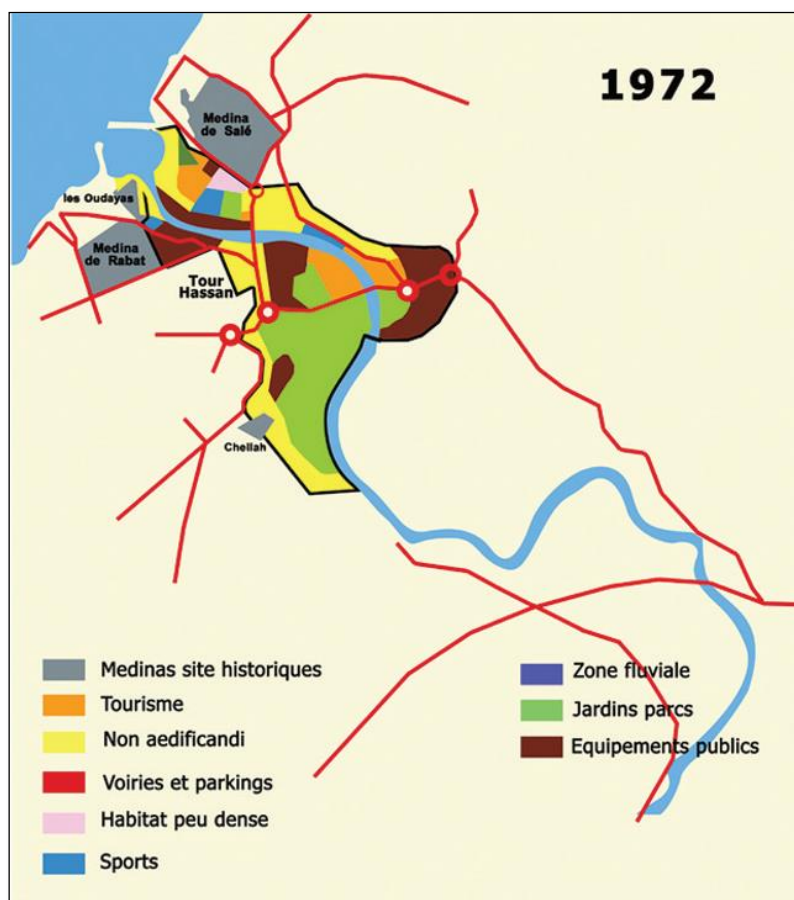 1972
Medina
de Salé
les Oudayas
Medina
de Rabat
Tour
Hassan
Chellah
Medinas site historiques
Tourisme
Non aedificandi
Voiries et parkings
Habitat peu dense
Sports
Zone fluviale
Jardins parcs
Equipements publics